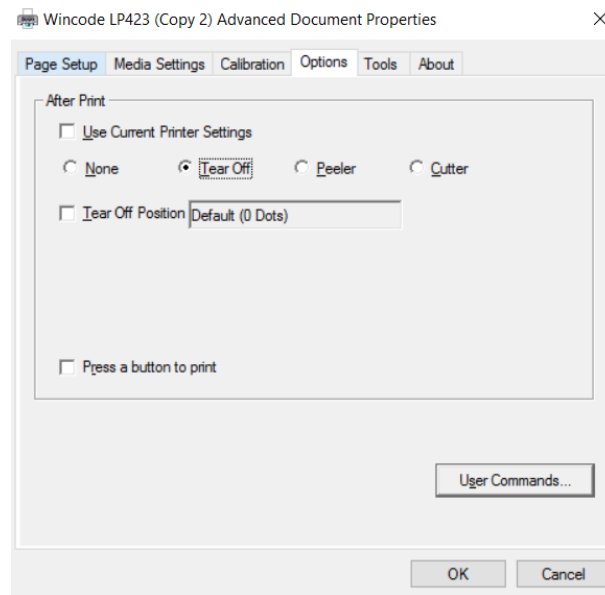 Wincode LP423 (Copy 2) Advanced Document Properties
Page Setup Media Settings Calibration Options Tools About
After Print
Use Current Printer Settings
None Tear Off Peeler Cutter
Tear Off Position Default (0 Dots)
Press a button to print
User Commands...
OK Cancel